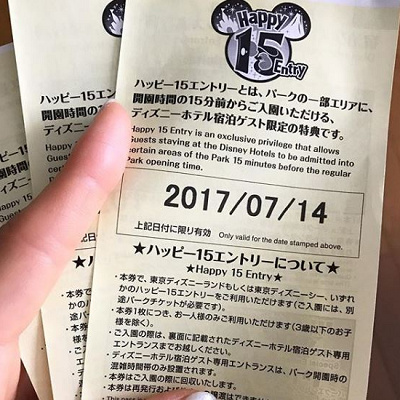 Happy
15
Entry
ハッピー15エントリーとは、パークの一部エリアに、
開園時間の15分前からご入園いただける、
ディズニーホテル宿泊ゲスト限定の特典です。
Happy 15 Entry is an exclusive privilege that allows
Guests staying at the Disney Hotels to be admitted into
certain areas of the Park 15 minutes before the regular
Park opening time.
2017/07/14
上記日付に限り有効 Only valid for the date stamped above.
★ハッピー15エントリーについて★
★Happy 15 Entry★
・本券で、東京ディズニーランドもしくは東京ディズニーシー、いずれ
かのハッピー15エントリーをご利用いただけます（ご入園には、別
途パークチケットが必要です）。
・本券1枚につき、お一人様のみご利用いただけます（3歳以下のお子
様を除く）。
・ご入園の際は、裏面に記載されたディズニーホテル宿泊ゲスト専用
エントランスまでお越しください。
・ディズニーホテル宿泊ゲスト専用エントランスは、パーク開園時の
混雑時間帯のみ設置されます。
・本券はご入園の際に回収いたします。
・本券は再発行および